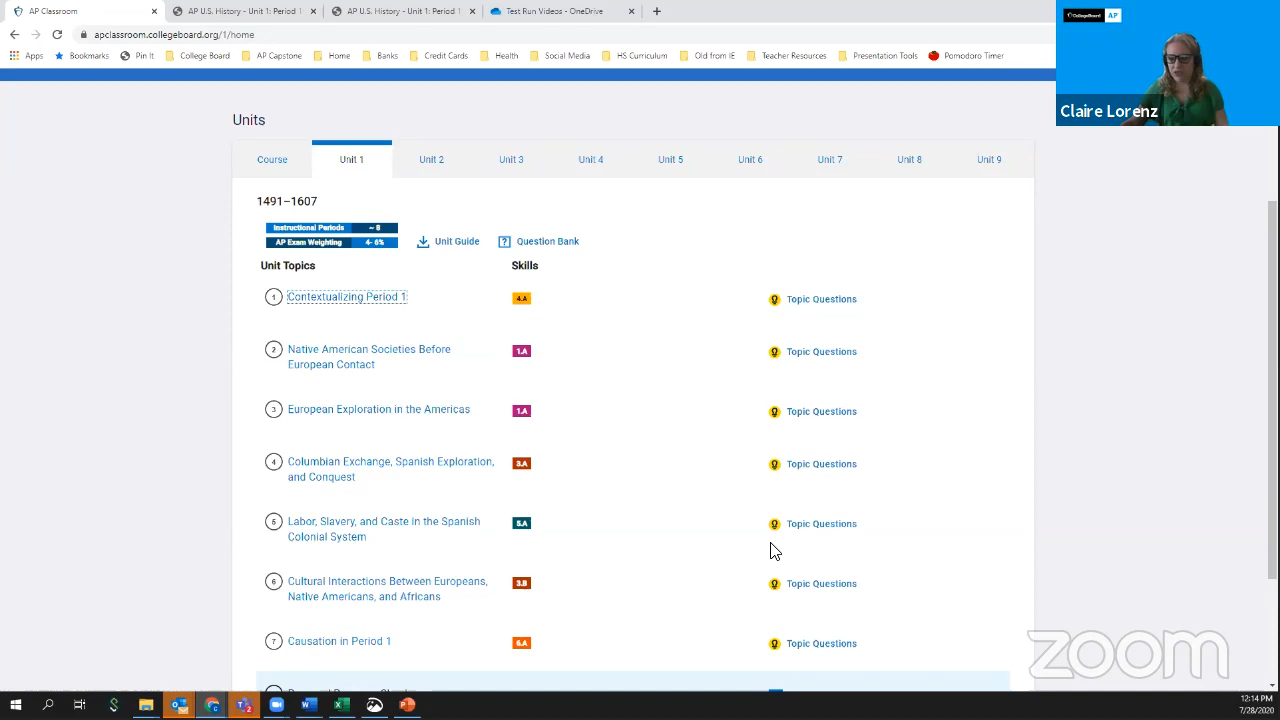 AP Classroom
AP U.S. History - Unit 1: Period 1
AP U.S. History - Unit 1: Period 1
Test Run Videos - OneDrive
apclassroom.collegeboard.org/1/home
Apps
Bookmarks
Pin It
College Board
AP Capstone
Home
Banks
Credit Cards
Health
Social Media
HS Curriculum
Old from IE
Teacher Resources
Presentation Tools
Pomodoro Timer
CollegeBoard AP
Claire Lorenz
Units
Course
Unit 1
Unit 2
Unit 3
Unit 4
Unit 5
Unit 6
Unit 7
Unit 8
Unit 9
1491–1607
Instructional Periods ~ 8
AP Exam Weighting 4- 6%
Unit Guide
Question Bank
Unit Topics
Skills
1 Contextualizing Period 1
4.A
Topic Questions
2 Native American Societies Before
European Contact
1.A
Topic Questions
3 European Exploration in the Americas
1.A
Topic Questions
4 Columbian Exchange, Spanish Exploration,
and Conquest
3.A
Topic Questions
5 Labor, Slavery, and Caste in the Spanish
Colonial System
5.A
Topic Questions
6 Cultural Interactions Between Europeans,
Native Americans, and Africans
3.B
Topic Questions
7 Causation in Period 1
6.A
Topic Questions
zoom
12:14 PM
7/28/2020